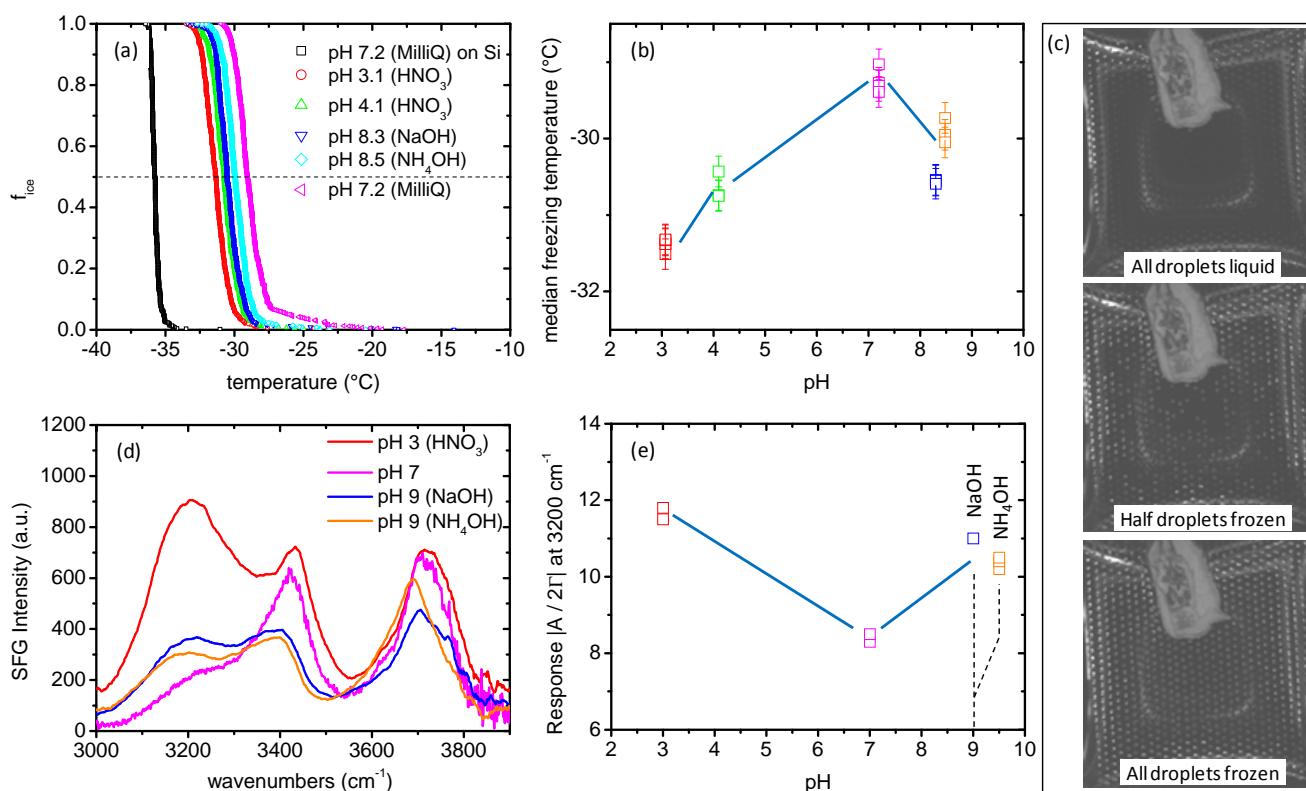 (a)
pH 7.2 (MilliQ) on Si
pH 3.1 (HNO3)
pH 4.1 (HNO3)
pH 8.3 (NaOH)
pH 8.5 (NH4OH)
pH 7.2 (MilliQ)
1.0
0.8
0.6
0.4
0.2
0.0
fice
-40 -35 -30 -25 -20 -15 -10
temperature (°C)
(b)
median freezing temperature (°C)
-30
-32
2 3 4 5 6 7 8 9 10
pH
(c)
All droplets liquid
Half droplets frozen
All droplets frozen
(d)
pH 3 (HNO3)
pH 7
pH 9 (NaOH)
pH 9 (NH4OH)
SFG Intensity (a.u.)
1200
1000
800
600
400
200
0
3000 3200 3400 3600 3800
wavenumbers (cm-1)
(e)
NaOH
NH4OH
Response |A / 2Γ| at 3200 cm-1
14
12
10
8
6
2 3 4 5 6 7 8 9 10
pH